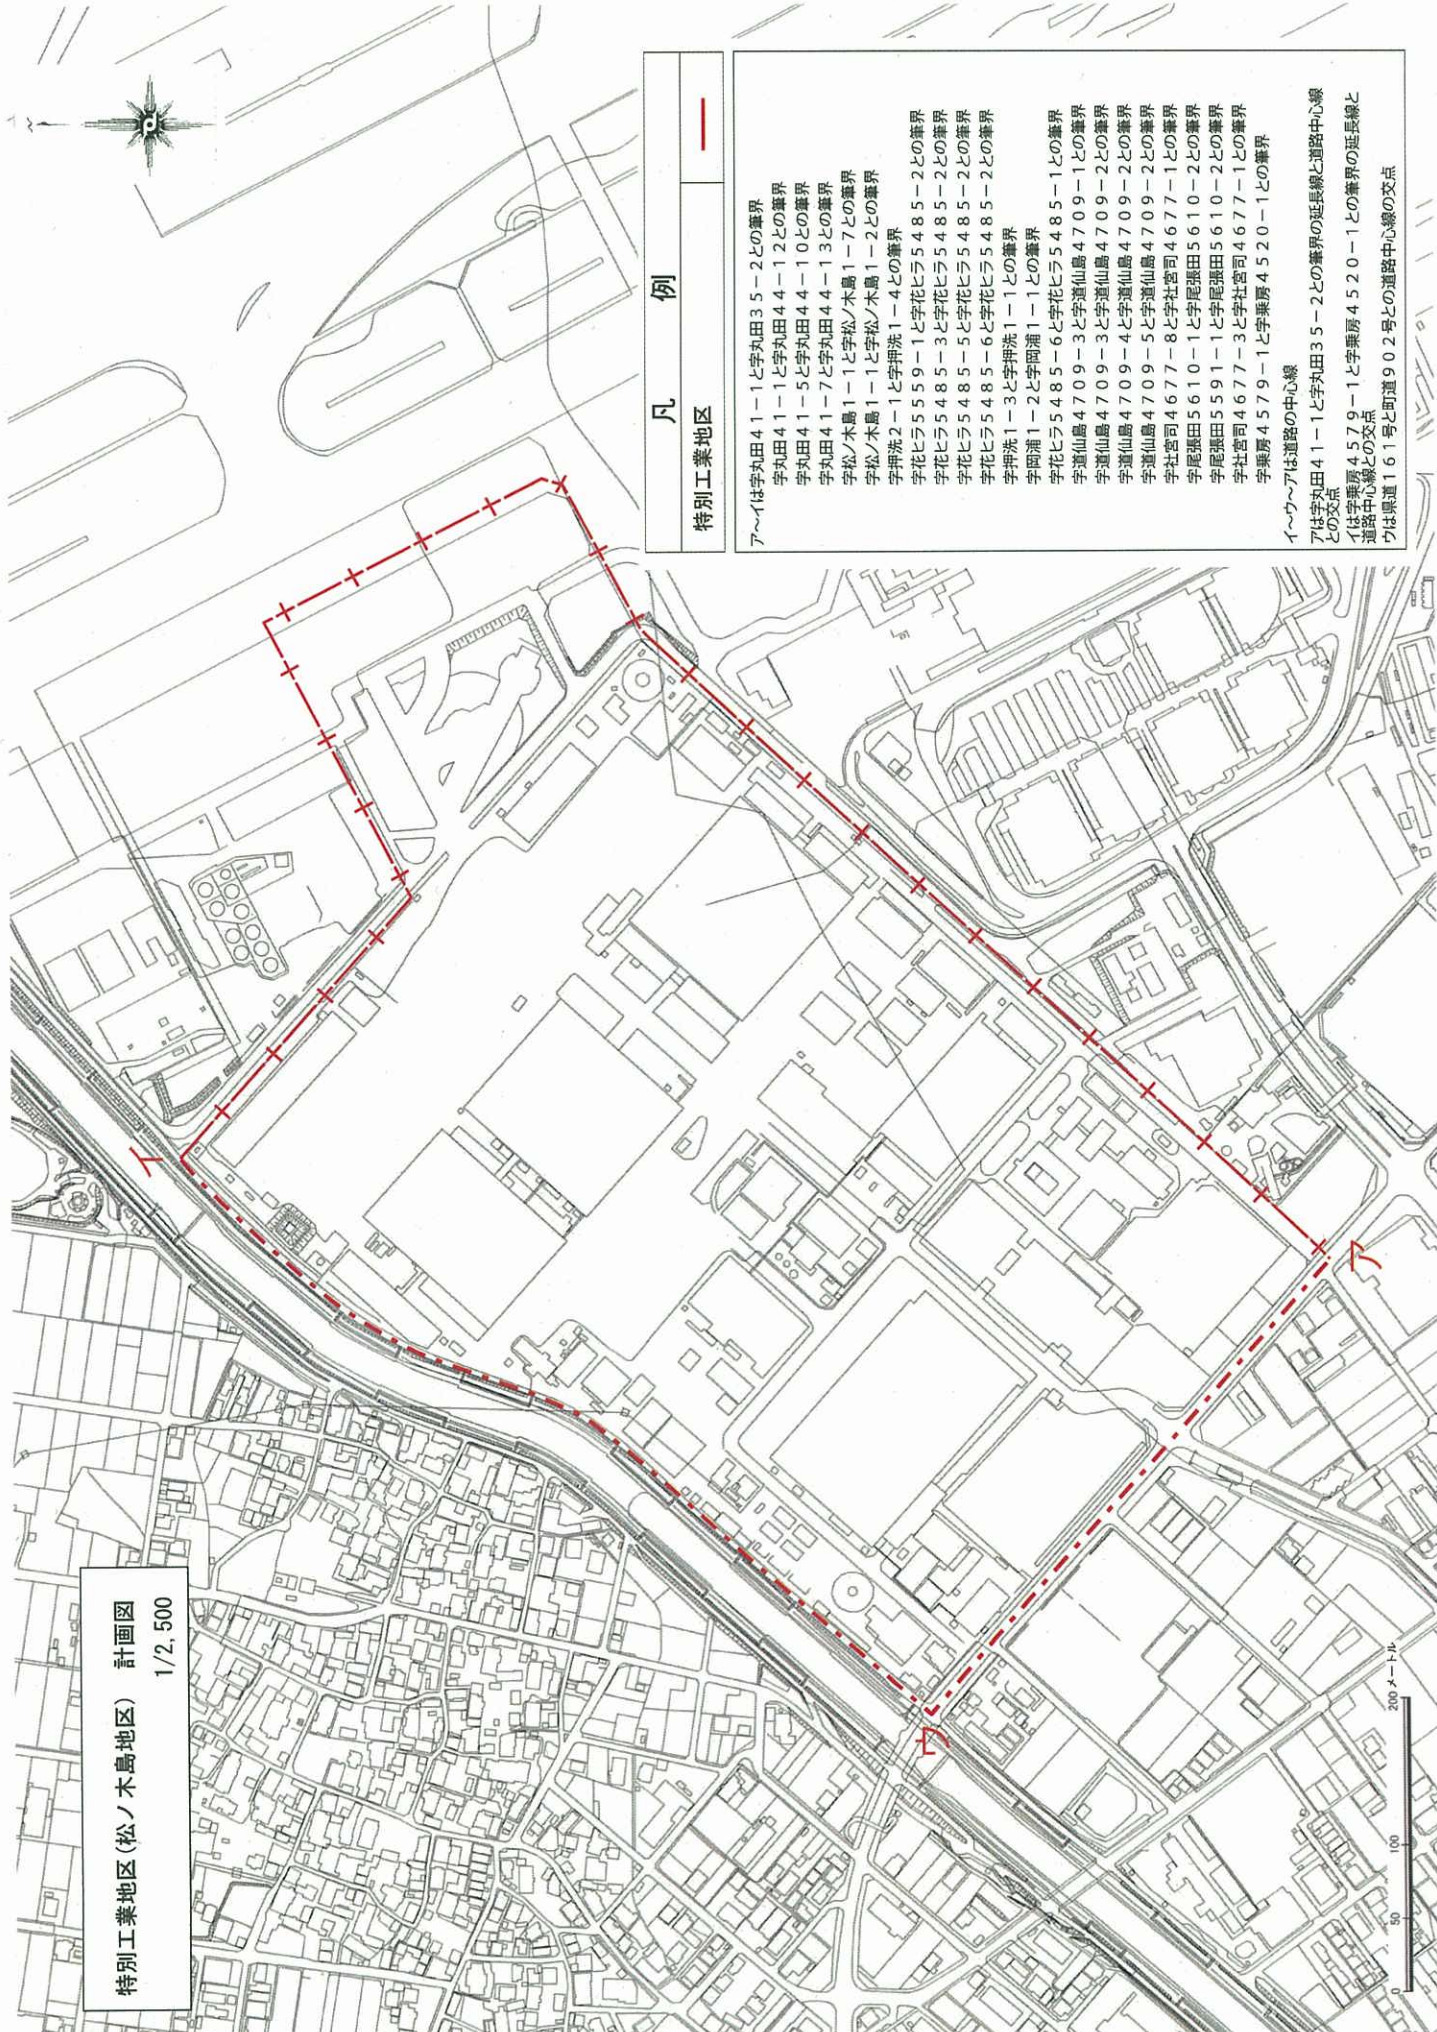 特別工業地区(松ノ木島地区) 計画図
1/2,500
凡 例
特別工業地区
ア～イは字丸田41-1と字丸田35-2との筆界
字丸田41-1と字丸田44-12との筆界
字丸田41-5と字丸田44-10との筆界
字丸田41-7と字丸田44-13との筆界
字松ノ木島1-1と字松ノ木島1-7との筆界
字松ノ木島1-1と字松ノ木島1-2との筆界
字押洗2-1と字押洗1-4との筆界
字花ヒラ5559-1と字花ヒラ5485-2との筆界
字花ヒラ5485-3と字花ヒラ5485-2との筆界
字花ヒラ5485-5と字花ヒラ5485-2との筆界
字花ヒラ5485-6と字花ヒラ5485-2との筆界
字押洗1-3と字押洗1-1との筆界
字岡浦1-2と字岡浦1-1との筆界
字花ヒラ5485-6と字花ヒラ5485-1との筆界
字道仙島4709-3と字道仙島4709-1との筆界
字道仙島4709-3と字道仙島4709-2との筆界
字道仙島4709-4と字道仙島4709-2との筆界
字道仙島4709-5と字道仙島4709-2との筆界
字社宮司4677-8と字社宮司4677-1との筆界
字尾張田5610-1と字尾張田5610-2との筆界
字尾張田5591-1と字尾張田5610-2との筆界
字社宮司4677-3と字社宮司4677-1との筆界
字乗房4579-1と字乗房4520-1との筆界
イ～ウ～アは道路の中心線
アは字丸田41-1と字丸田35-2との筆界の延長線と道路中心線
との交点
イは字乗房4579-1と字乗房4520-1との筆界の延長線と
道路中心線との交点
ウは県道161号と町道902号との道路中心線の交点
イ
ア
ウ
0 50 100 200 メートル